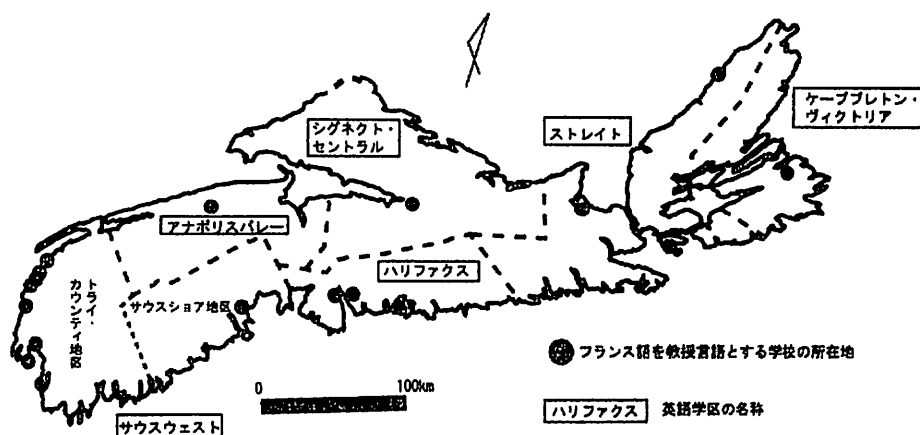 ケープブレトン・
ヴィクトリア
シグネクト・
セントラル
ストレイト
アナポリスバレー
ハリファクス
トライ・
カウンティ地区
サウスショア地区
フランス語を教授言語とする学校の所在地
0 100km
ハリファクス 英語学区の名称
サウスウェスト